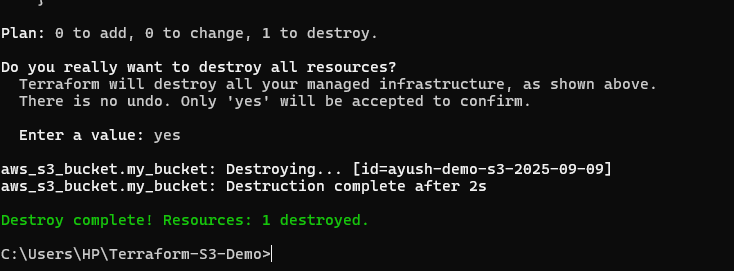 }
Plan: 0 to add, 0 to change, 1 to destroy.
Do you really want to destroy all resources?
Terraform will destroy all your managed infrastructure, as shown above.
There is no undo. Only 'yes' will be accepted to confirm.
Enter a value: yes
aws_s3_bucket.my_bucket: Destroying... [id=ayush-demo-s3-2025-09-09]
aws_s3_bucket.my_bucket: Destruction complete after 2s
Destroy complete! Resources: 1 destroyed.
C:\Users\HP\Terraform-S3-Demo>